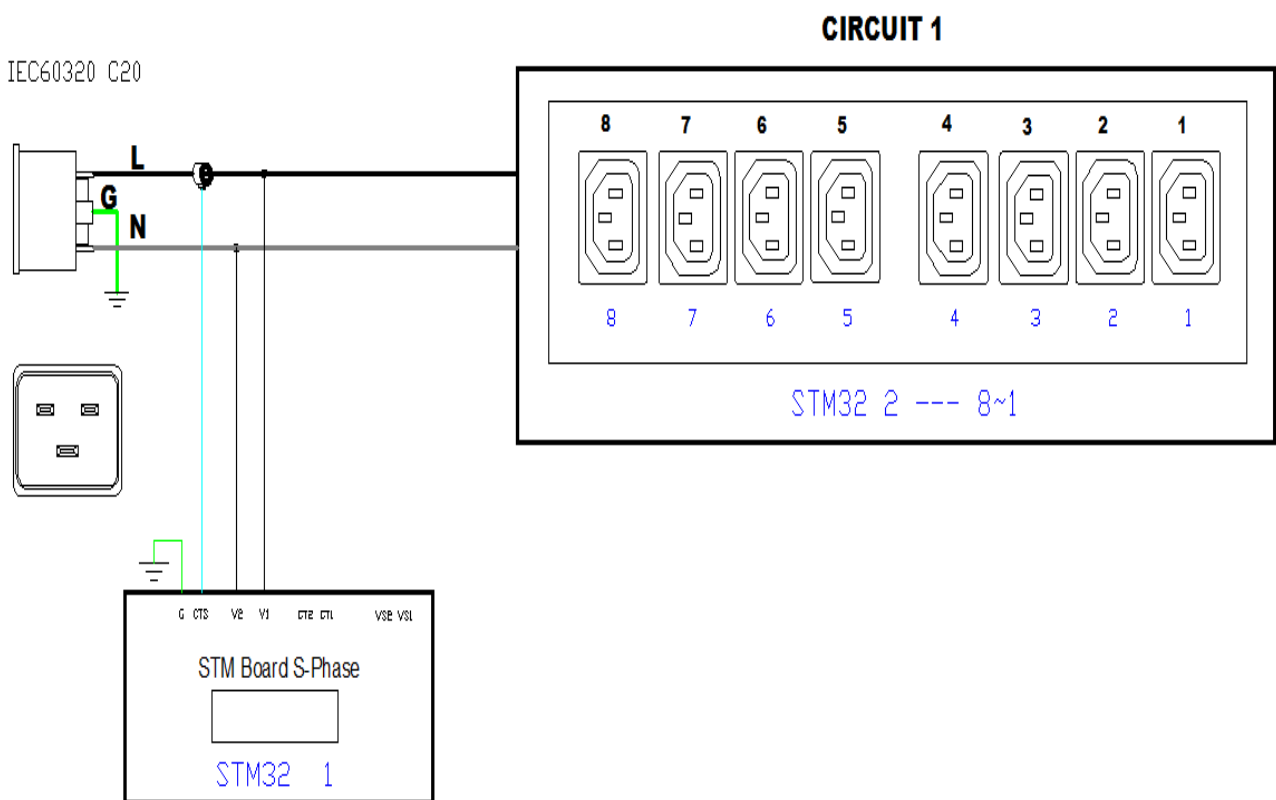 CIRCUIT 1
IEC60320 C20
8 7 6 5 4 3 2 1
L
G
N
8 7 6 5 4 3 2 1
STM32 2 --- 8~1
G CTS V2 V1 CT2 CT1 VS2 VS1
STM Board S-Phase
STM32 1